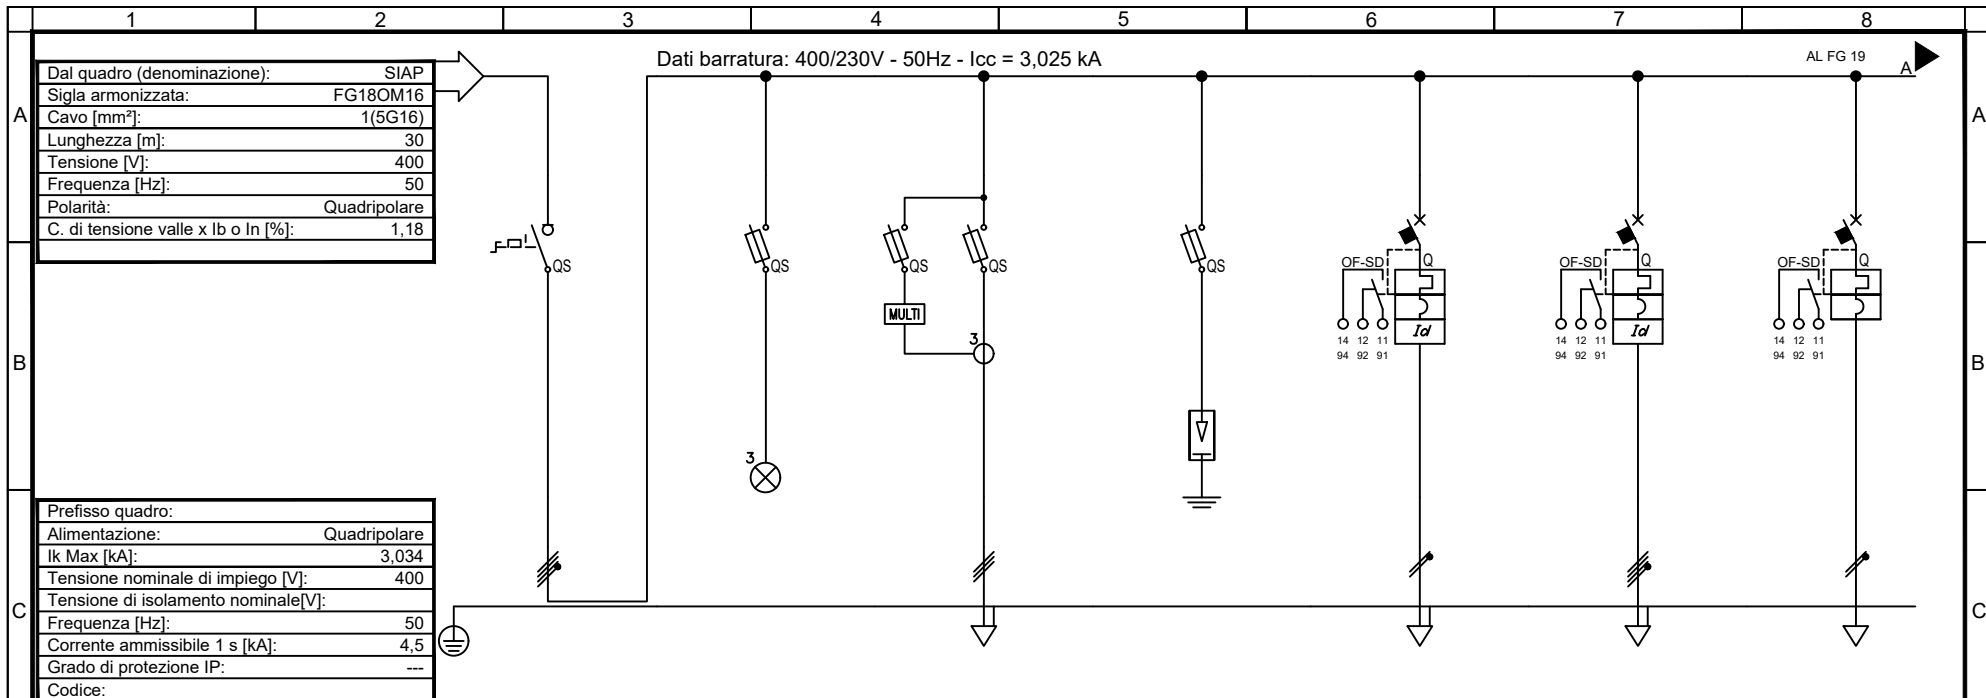 1 2 3 4 5 6 7 8
Dati barratura: 400/230V - 50Hz - Icc = 3,025 kA
AL FG 19
A
A
A
Dal quadro (denominazione): SIAP
Sigla armonizzata: FG18OM16
Cavo [mm²]: 1(5G16)
Lunghezza [m]: 30
Tensione [V]: 400
Frequenza [Hz]: 50
Polarità: Quadripolare
C. di tensione valle x Ib o In [%]: 1,18
QS
QS
QS
QS
QS
OF-SD Q
OF-SD Q
OF-SD Q
MULTI
Id
Id
3
14 12 11
94 92 91
14 12 11
94 92 91
14 12 11
94 92 91
B
B
3
Prefisso quadro:
Alimentazione: Quadripolare
Ik Max [kA]: 3,034
Tensione nominale di impiego [V]: 400
Tensione di isolamento nominale[V]:
Frequenza [Hz]: 50
Corrente ammissibile 1 s [kA]: 4,5
Grado di protezione IP: ---
Codice:
C
C